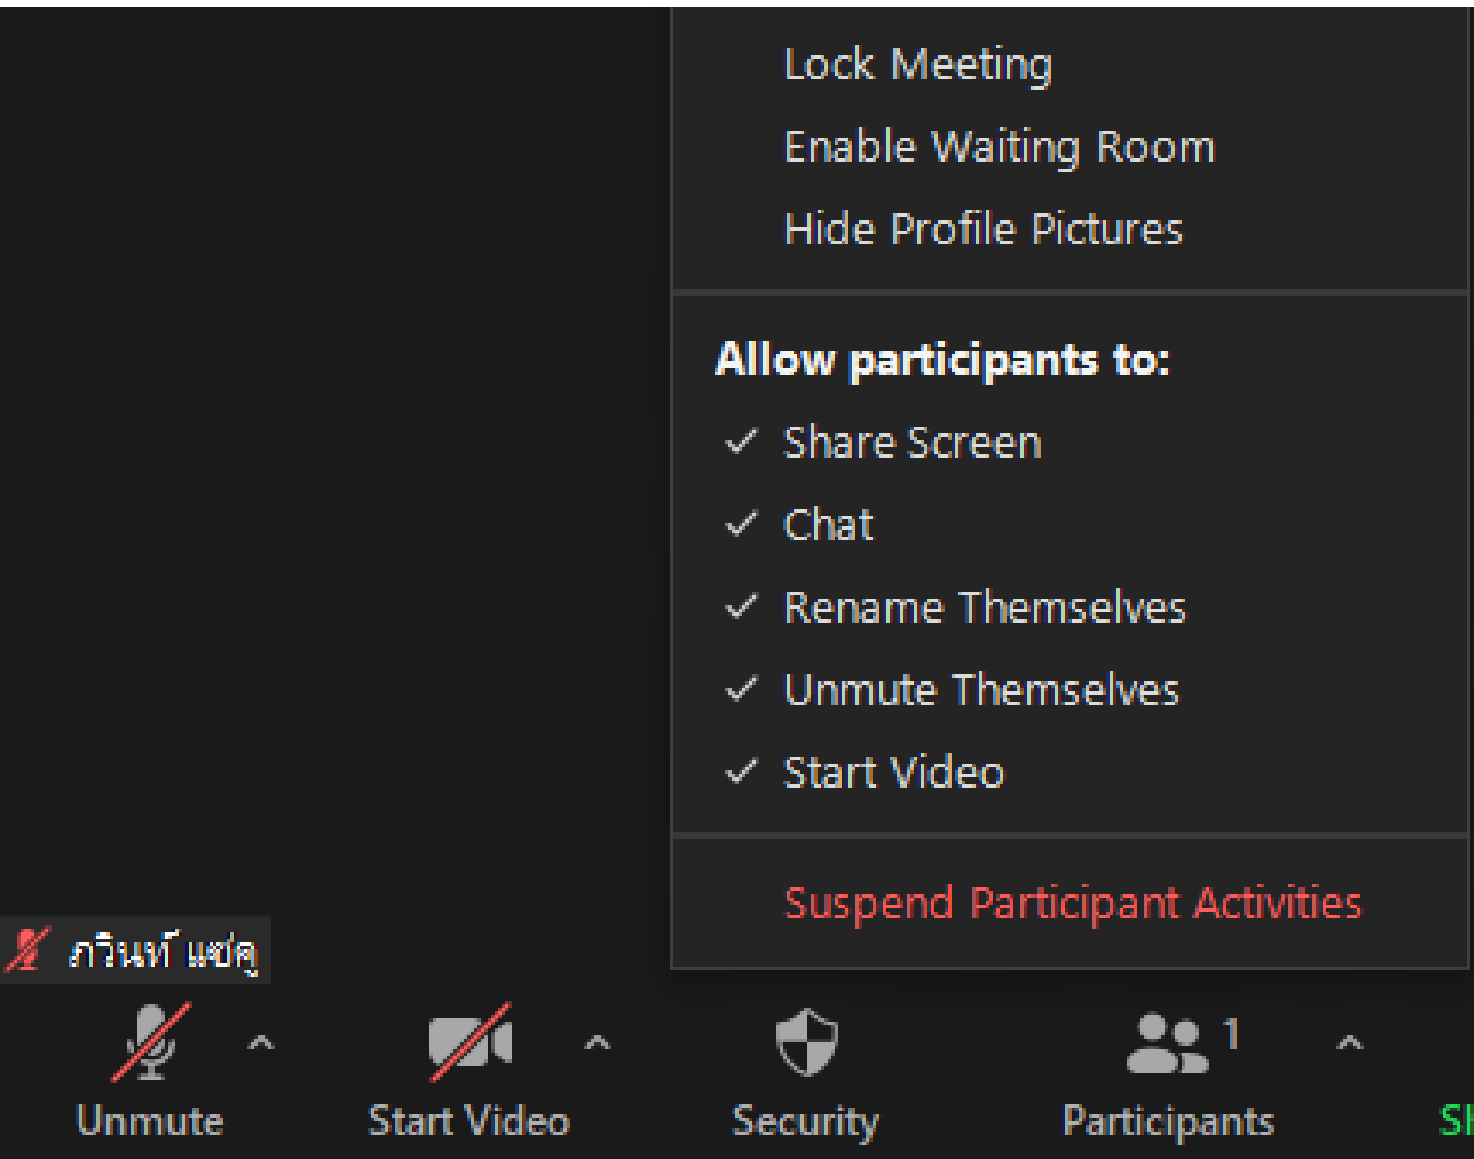 Lock Meeting
Enable Waiting Room
Hide Profile Pictures
Allow participants to:
Share Screen
Chat
Rename Themselves
Unmute Themselves
Start Video
Suspend Participant Activities
ภวินท์ แซ่คู
Unmute
Start Video
Security
Participants 1